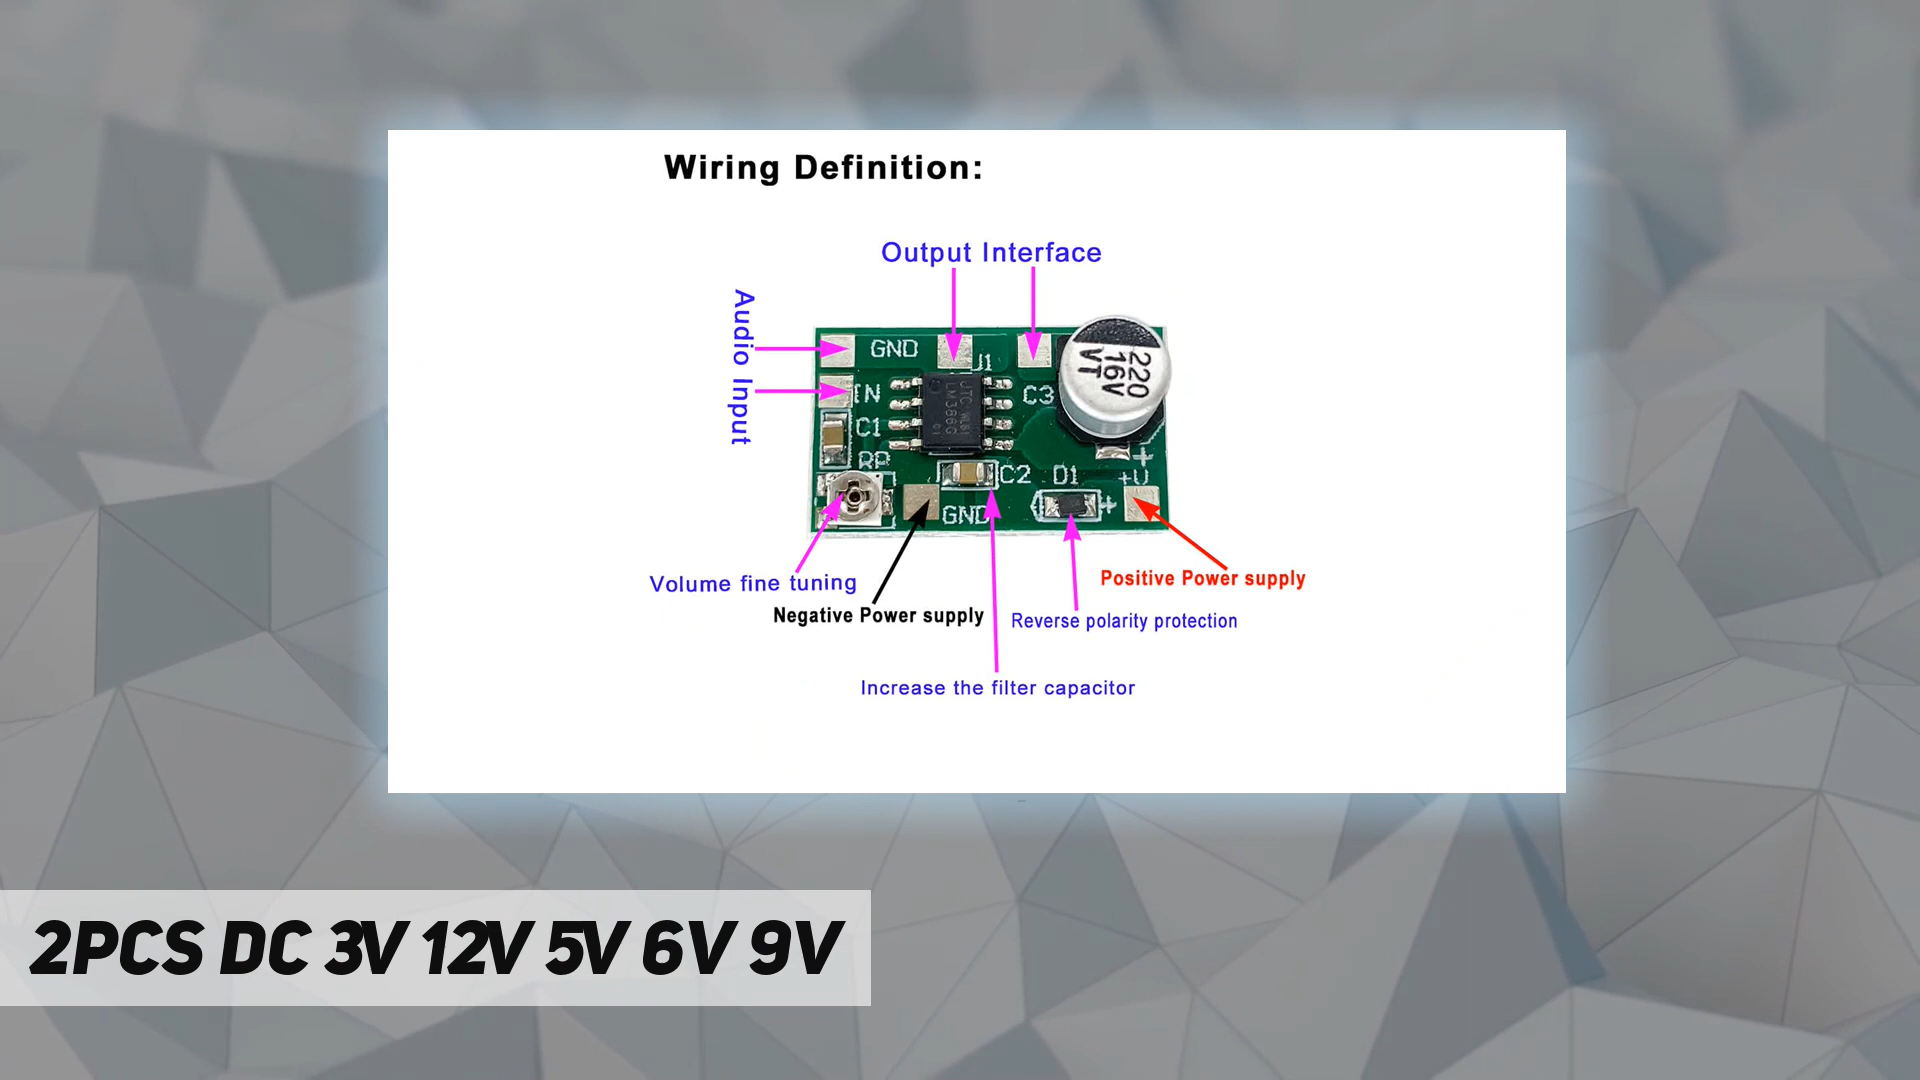 Wiring Definition:
Output Interface
Audio Input
GND
J1
IN
C3
220
16V
VT
C1
RP
C2
D1
+
+U
GND
+
Volume fine tuning
Positive Power supply
Negative Power supply
Reverse polarity protection
Increase the filter capacitor
2PCS DC 3V 12V 5V 6V 9V